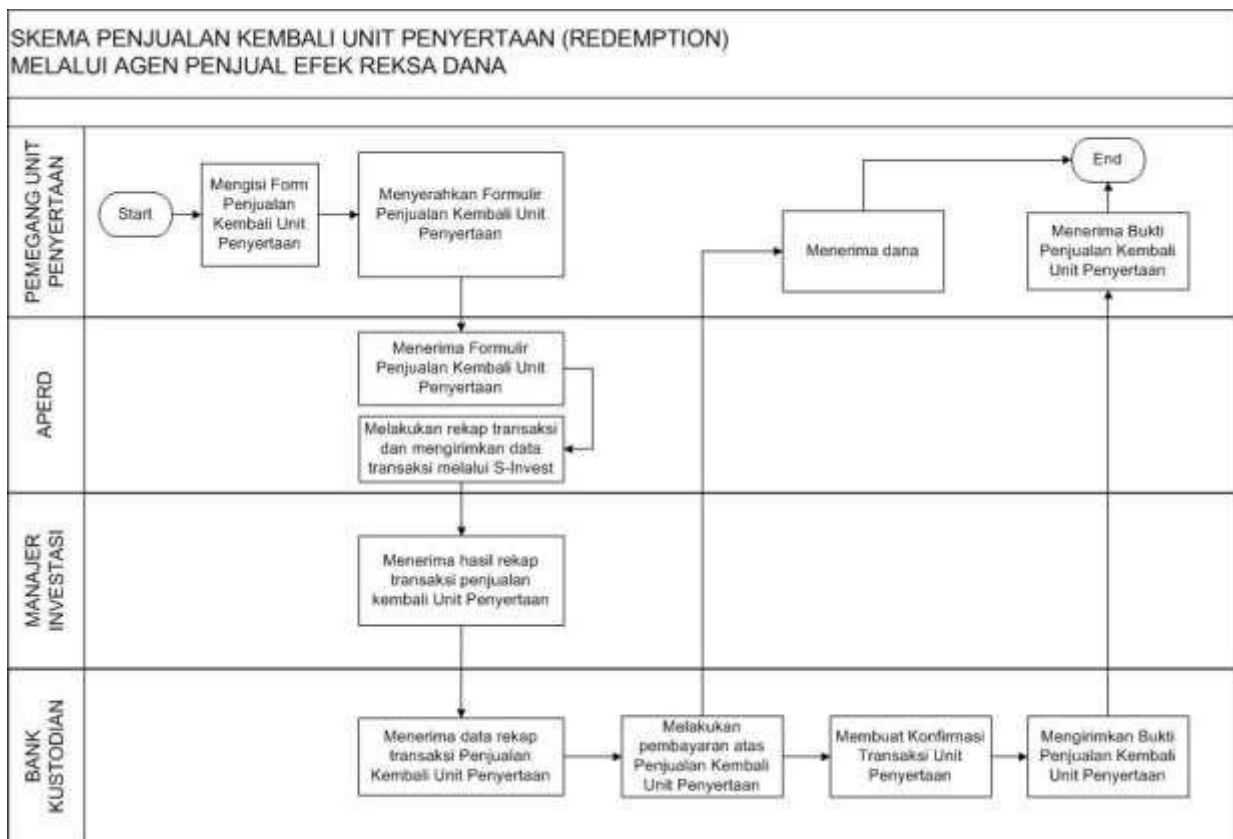 SKEMA PENJUALAN KEMBALI UNIT PENYERTAAN (REDEMPTION)
MELALUI AGEN PENJUAL EFEK REKSA DANA
PEMEGANG UNIT
PENYERTAAN
Start
Mengisi Form
Penjualan
Kembali Unit
Penyertaan
Menyerahkan Formulir
Penjualan Kembali Unit
Penyertaan
Menerima dana
End
Menerima Bukti
Penjualan Kembali
Unit Penyertaan
APERD
Menerima Formulir
Penjualan Kembali Unit
Penyertaan
Melakukan rekap transaksi
dan mengirimkan data
transaksi melalui S-Invest
MANAJER
INVESTASI
Menerima hasil rekap
transaksi penjualan
kembali Unit Penyertaan
BANK
KUSTODIAN
Menerima data rekap
transaksi Penjualan
Kembali Unit Penyertaan
Melakukan
pembayaran atas
Penjualan Kembali
Unit Penyertaan
Membuat Konfirmasi
Transaksi Unit
Penyertaan
Mengirimkan Bukti
Penjualan Kembali
Unit Penyertaan